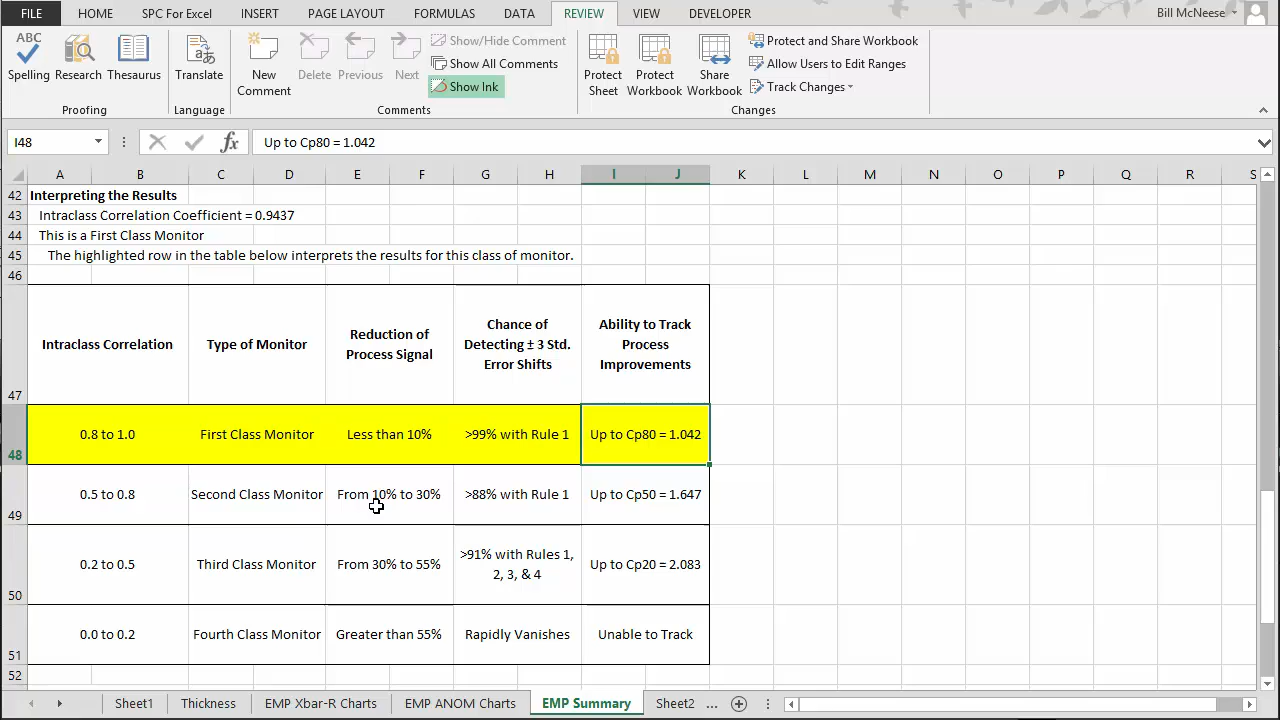 FILE HOME SPC For Excel INSERT PAGE LAYOUT FORMULAS DATA REVIEW VIEW DEVELOPER Bill McNeese
ABC
Spelling Research Thesaurus
Proofing
Translate
Language
New Comment
Delete Previous Next
Show/Hide Comment
Show All Comments
Show Ink
Comments
Protect Sheet
Protect Workbook
Share Workbook
Protect and Share Workbook
Allow Users to Edit Ranges
Track Changes
Changes
I48 fx Up to Cp80 = 1.042
A B C D E F G H I J K L M N O P Q R S
42 Interpreting the Results
43 Intraclass Correlation Coefficient = 0.9437
44 This is a First Class Monitor
45 The highlighted row in the table below interprets the results for this class of monitor.
46
47
Intraclass Correlation
Type of Monitor
Reduction of
Process Signal
Chance of
Detecting ± 3 Std.
Error Shifts
Ability to Track
Process
Improvements
48 0.8 to 1.0 First Class Monitor Less than 10% >99% with Rule 1 Up to Cp80 = 1.042
49 0.5 to 0.8 Second Class Monitor From 10% to 30% >88% with Rule 1 Up to Cp50 = 1.647
50 0.2 to 0.5 Third Class Monitor From 30% to 55% >91% with Rules 1, 2, 3, & 4 Up to Cp20 = 2.083
51 0.0 to 0.2 Fourth Class Monitor Greater than 55% Rapidly Vanishes Unable to Track
52
Sheet1 Thickness EMP Xbar-R Charts EMP ANOM Charts EMP Summary Sheet2 ...